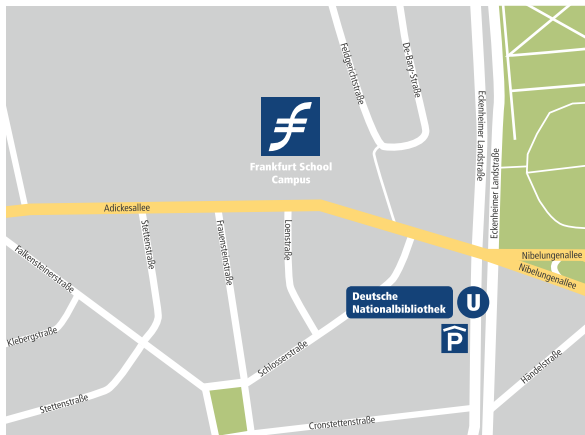 Feldgerichtstraße
De-Bary-Straße
Eckenheimer Landstraße
Eckenheimer Landstraße
Frankfurt School
Campus
Adickesallee
Stettenstraße
Frauensteinstraße
Loenstraße
Falkensteinerstraße
Nibelungenallee
Nibelungenallee
Deutsche
Nationalbibliothek
U
P
Klebergstraße
Schlosserstraße
Händelstraße
Stettenstraße
Cronstettenstraße